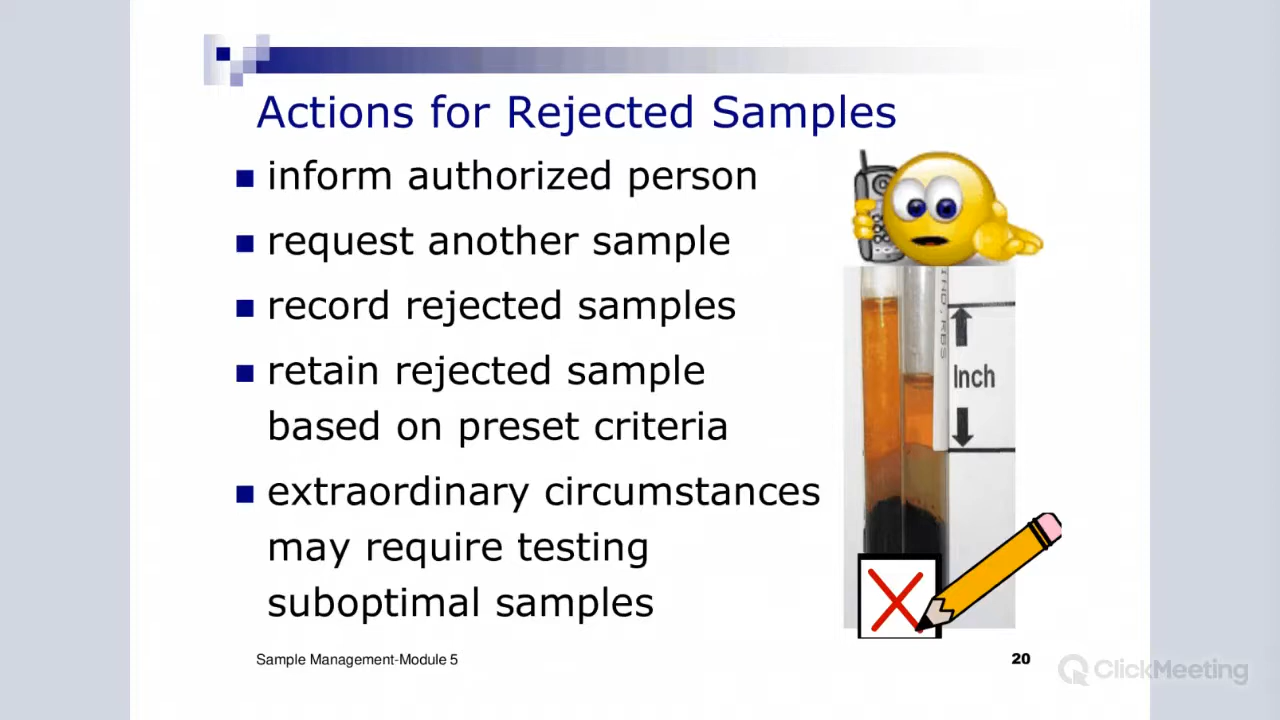 Actions for Rejected Samples
inform authorized person
request another sample
record rejected samples
retain rejected sample
based on preset criteria
extraordinary circumstances
may require testing
suboptimal samples
Inch
Sample Management-Module 5
20
ClickMeeting